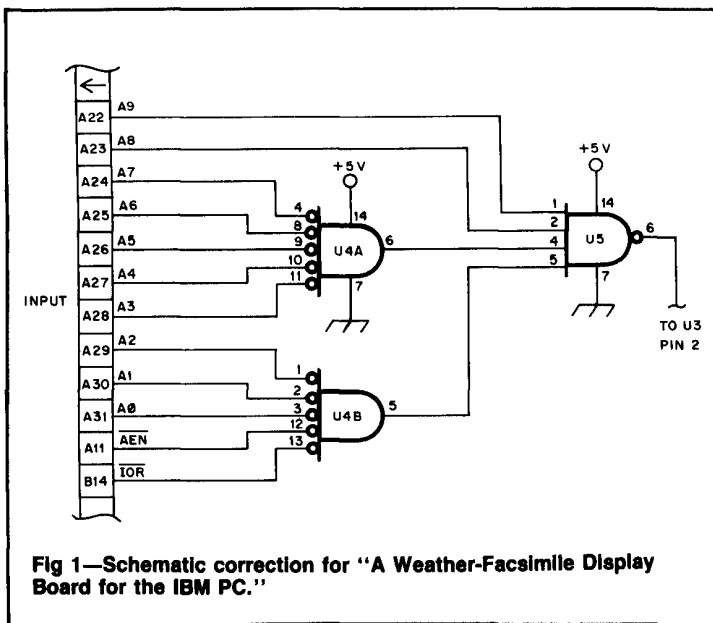 ←
A22 A9
A23 A8
A24 A7
A25 A6
A26 A5
A27 A4
A28 A3
INPUT
A29 A2
A30 A1
A31 A0
A11 AEN
B14 IOR
+5V
4
8
9
10
11
14
U4A
6
7
1
2
3
12
13
U4B
5
+5V
1
2
4
5
14
U5
6
7
TO U3
PIN 2
Fig 1—Schematic correction for "A Weather-Facsimile Display
Board for the IBM PC."